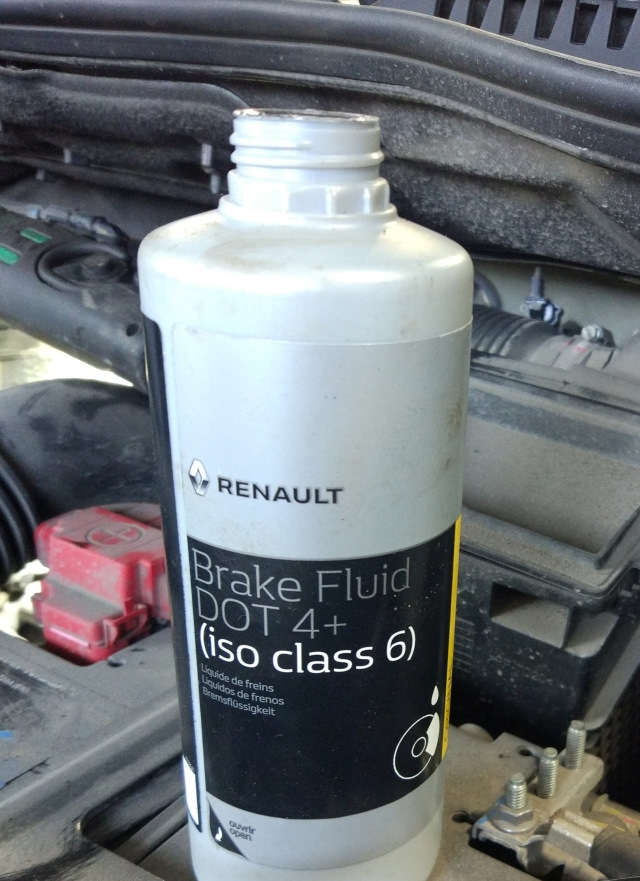 RENAULT
Brake Fluid
DOT 4+
(iso class 6)
Liquide de freins
Líquidos de frenos
Bremsflüssigkeit
ouvrir
open